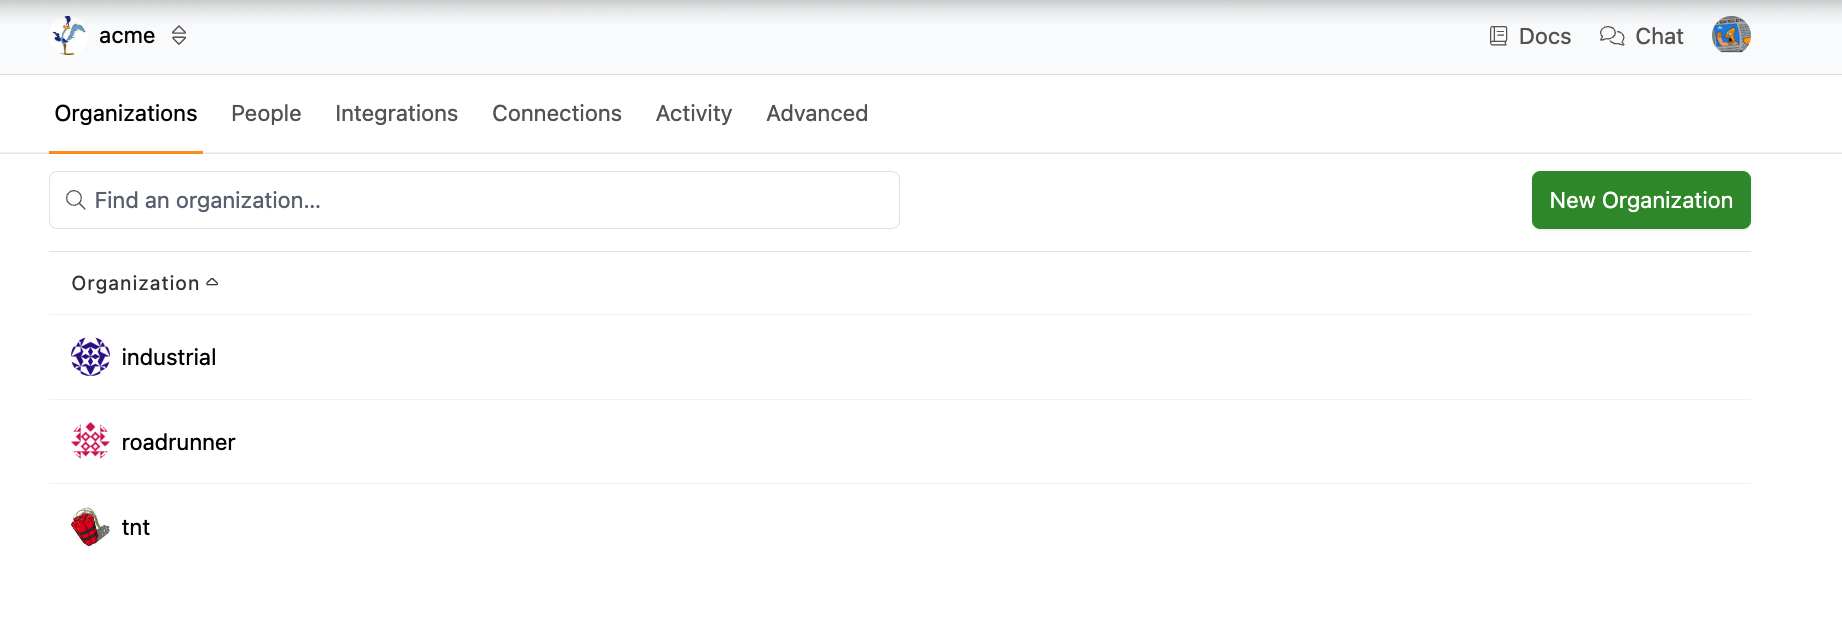 acme
Docs Chat
Organizations People Integrations Connections Activity Advanced
Find an organization...
New Organization
Organization
industrial
roadrunner
tnt